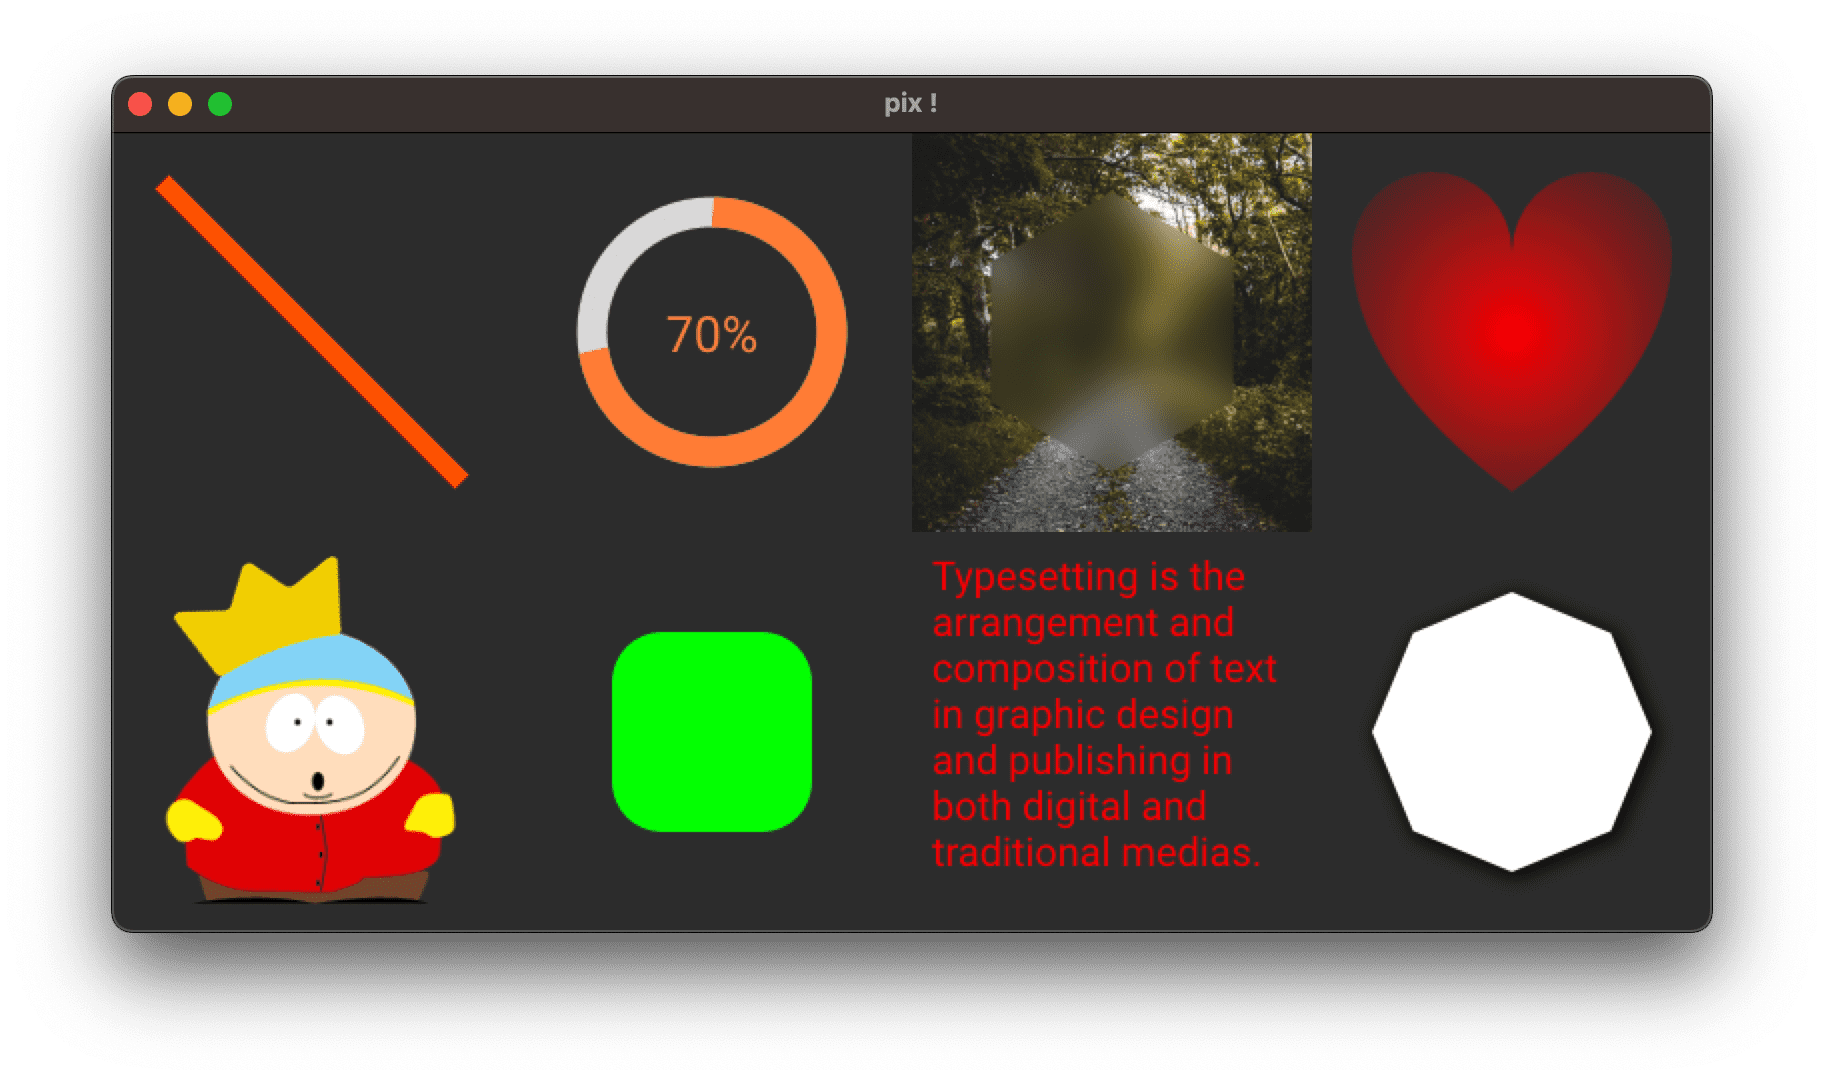 pix !
70%
Typesetting is the
arrangement and
composition of text
in graphic design
and publishing in
both digital and
traditional medias.